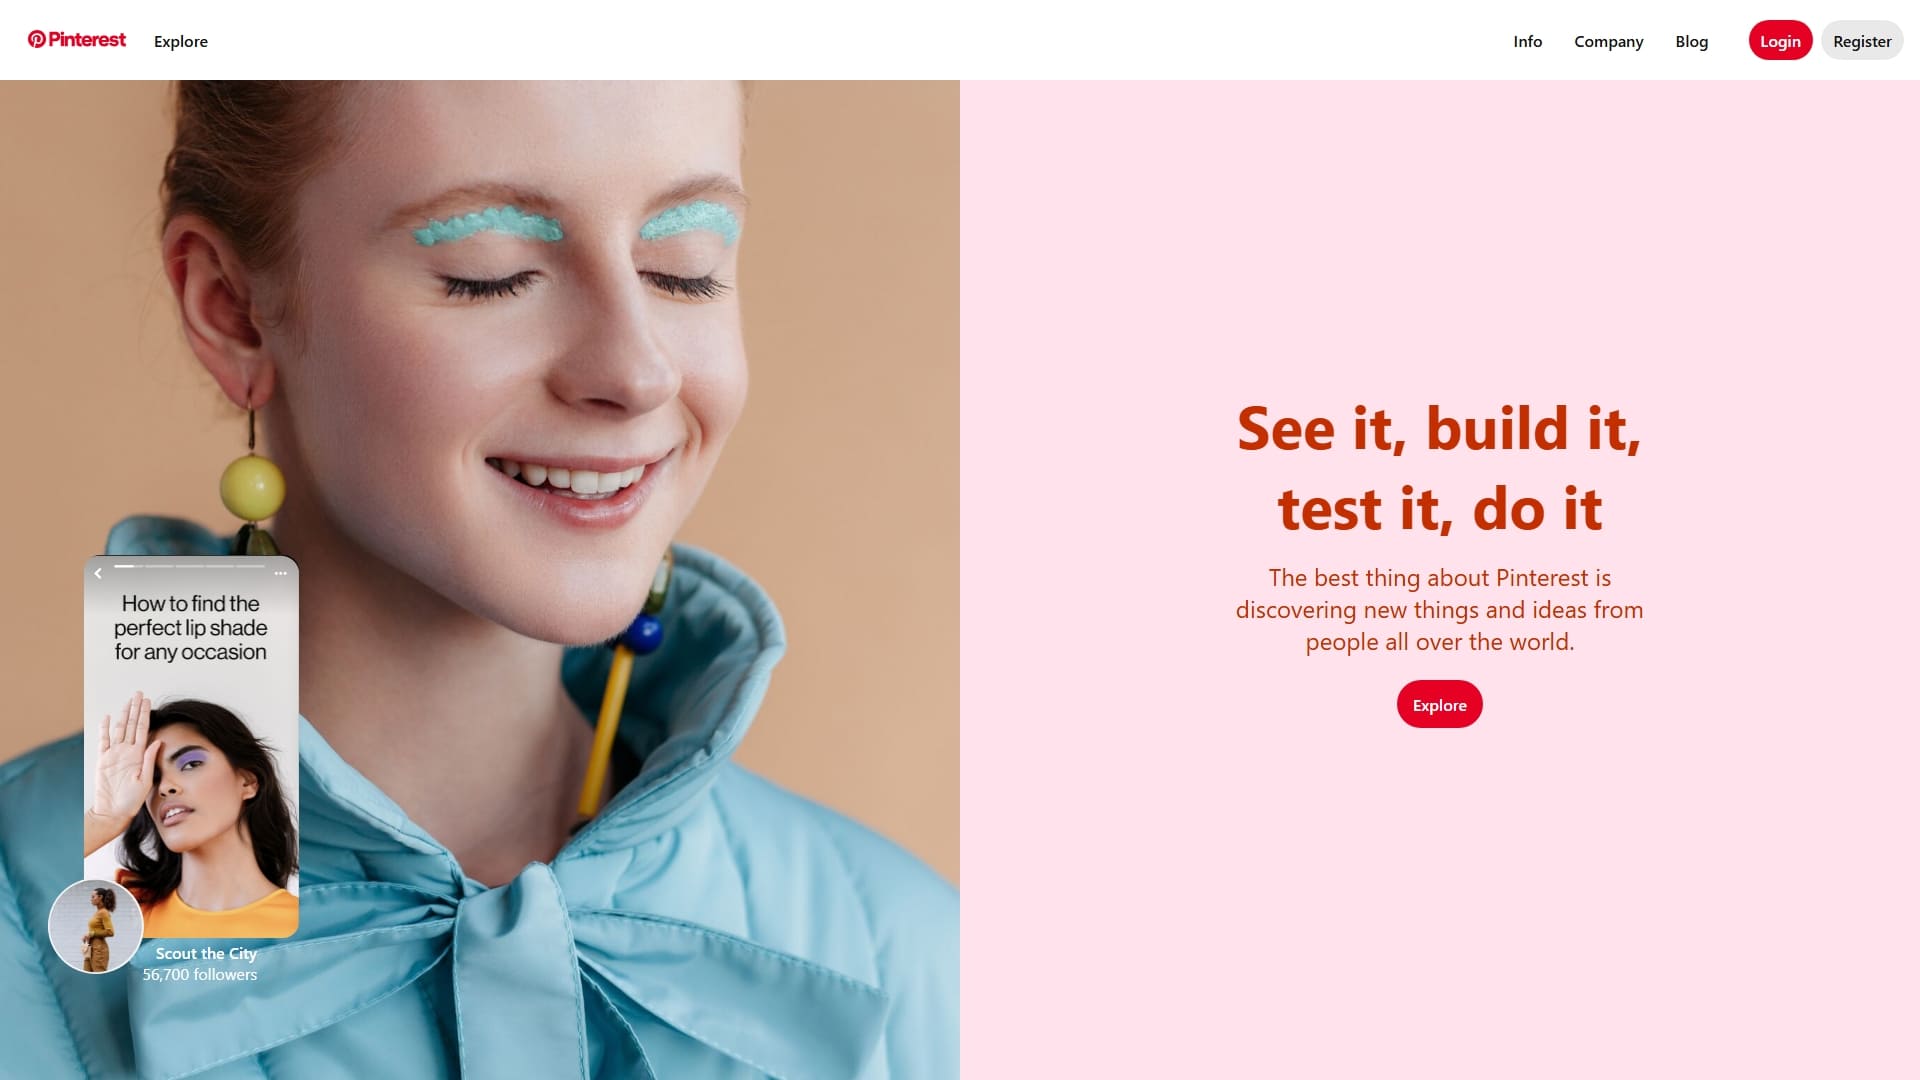 Pinterest
Explore
Info
Company
Blog
Login
Register
How to find the
perfect lip shade
for any occasion
Scout the City
56,700 followers
See it, build it,
test it, do it
The best thing about Pinterest is
discovering new things and ideas from
people all over the world.
Explore